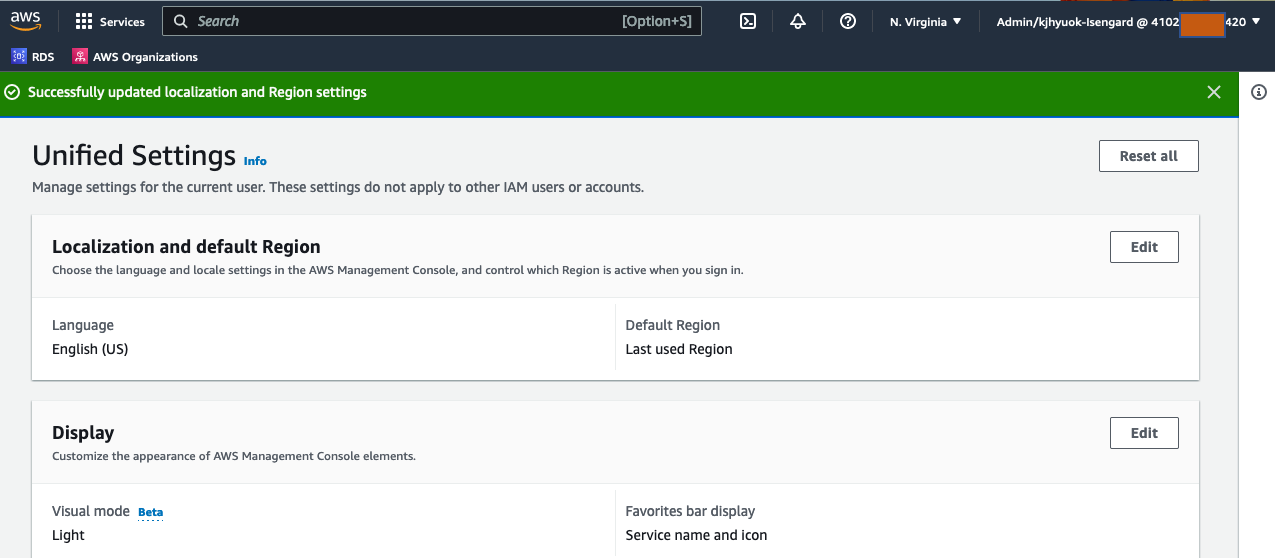 aws Services Search [Option+S] N. Virginia Admin/kjhyuok-Isengard @ 4102 420
RDS AWS Organizations
Successfully updated localization and Region settings
Unified Settings Info Reset all
Manage settings for the current user. These settings do not apply to other IAM users or accounts.
Localization and default Region Edit
Choose the language and locale settings in the AWS Management Console, and control which Region is active when you sign in.
Language Default Region
English (US) Last used Region
Display Edit
Customize the appearance of AWS Management Console elements.
Visual mode Beta Favorites bar display
Light Service name and icon